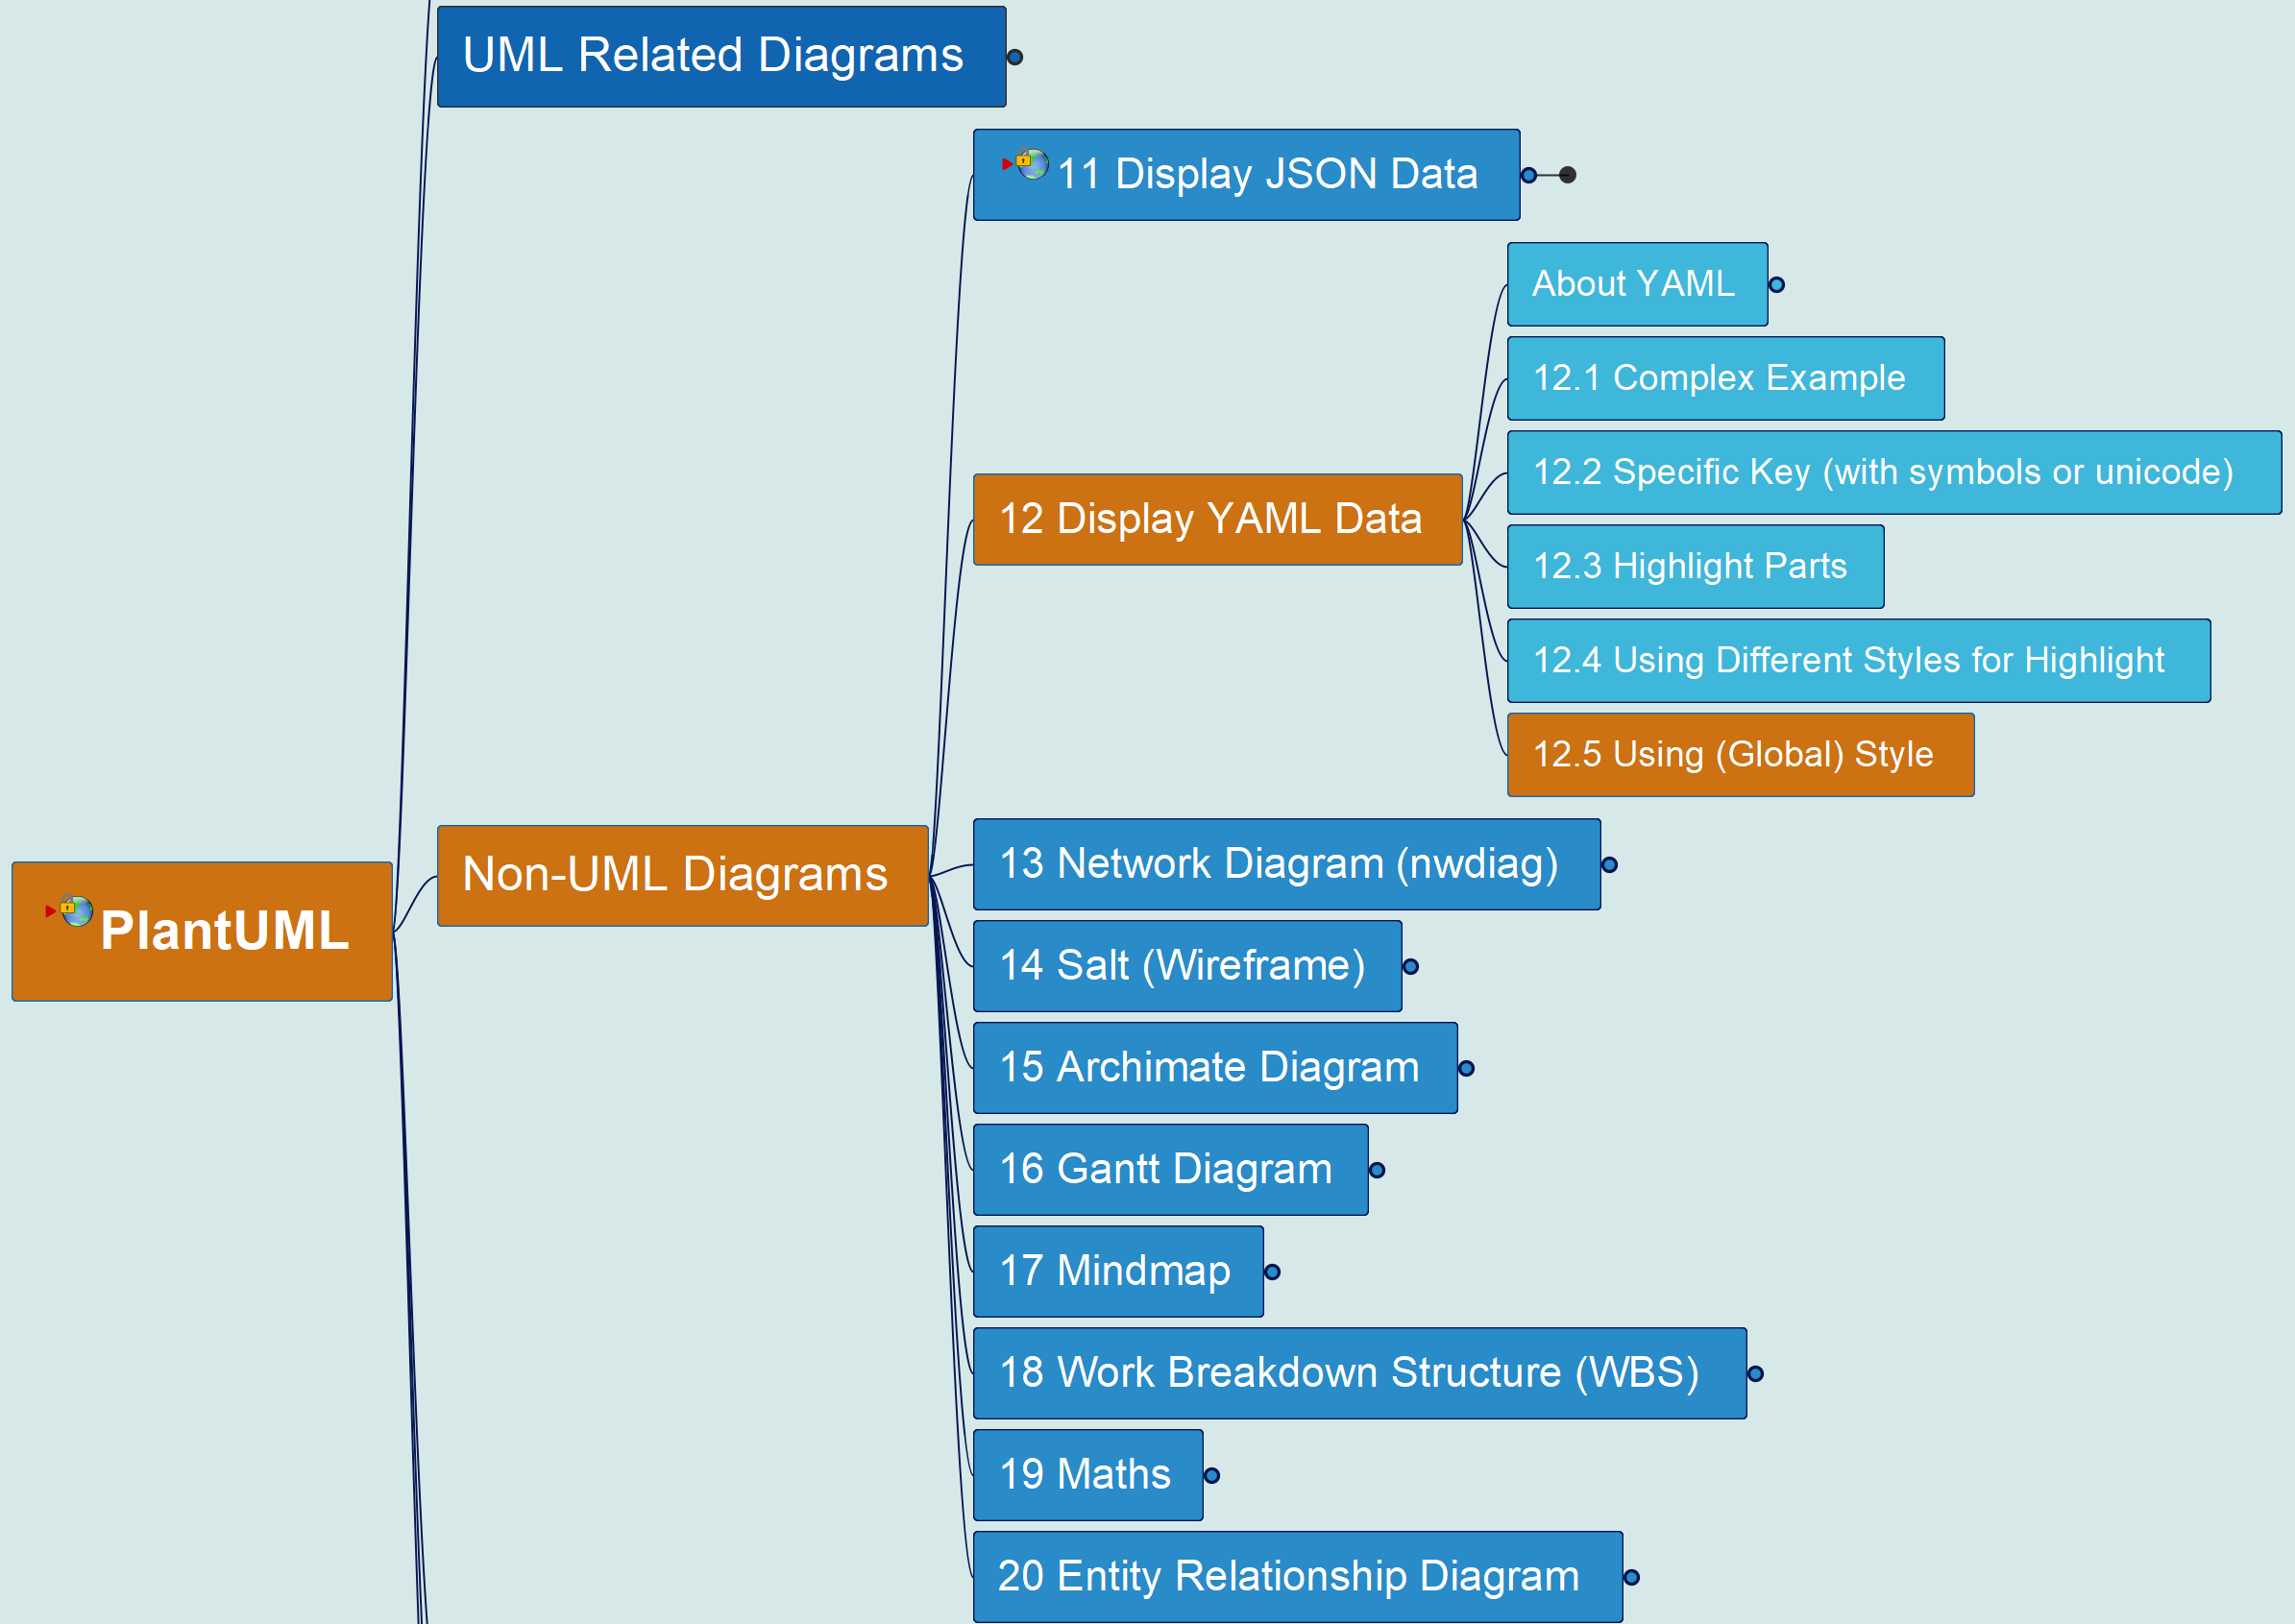 UML Related Diagrams
11 Display JSON Data
About YAML
12.1 Complex Example
12.2 Specific Key (with symbols or unicode)
12 Display YAML Data
12.3 Highlight Parts
12.4 Using Different Styles for Highlight
12.5 Using (Global) Style
Non-UML Diagrams
13 Network Diagram (nwdiag)
PlantUML
14 Salt (Wireframe)
15 Archimate Diagram
16 Gantt Diagram
17 Mindmap
18 Work Breakdown Structure (WBS)
19 Maths
20 Entity Relationship Diagram